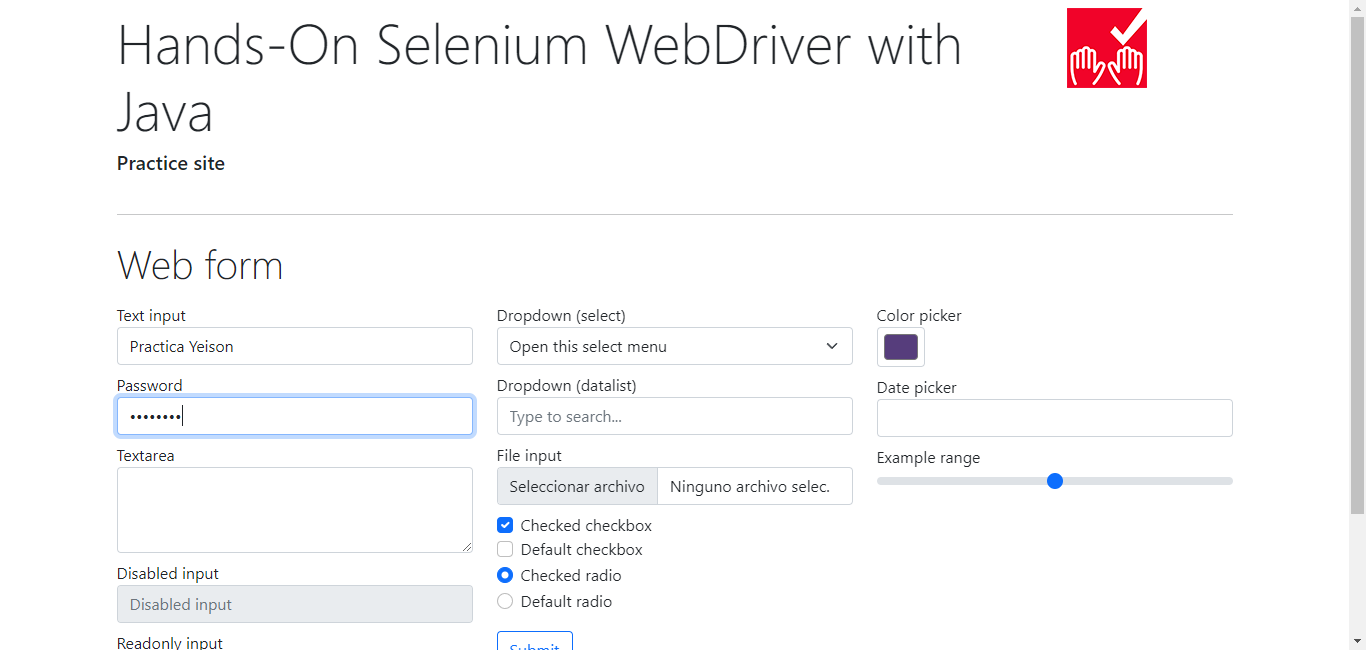 Hands-On Selenium WebDriver with
Java
Practice site
Web form
Text input
Practica Yeison
Password
••••••••
Textarea
Disabled input
Disabled input
Readonly input
Dropdown (select)
Open this select menu
Dropdown (datalist)
Type to search...
File input
Seleccionar archivo Ninguno archivo selec.
Checked checkbox
Default checkbox
Checked radio
Default radio
Submit
Color picker
Date picker
Example range